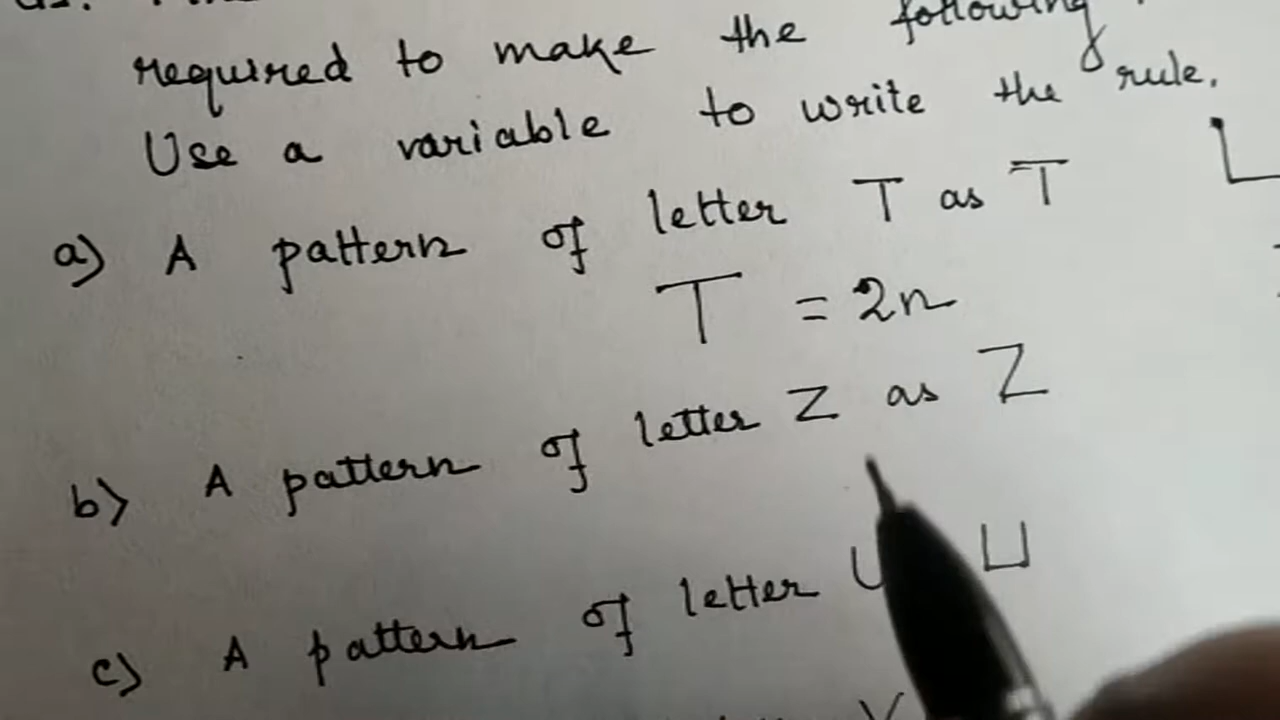 required to make the following
Use a variable to write the rule.
a) A pattern of letter T as T
T = 2n
b) A pattern of letter Z as Z
c) A pattern of letter U ⊔